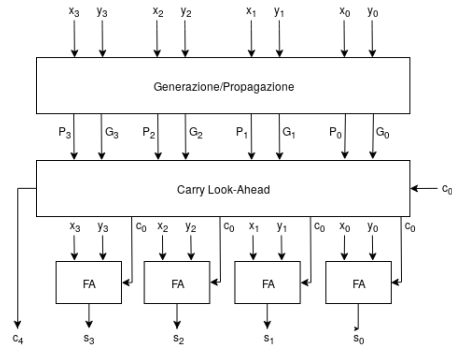 x3 y3 x2 y2 x1 y1 x0 y0
Generazione/Propagazione
P3 G3 P2 G2 P1 G1 P0 G0
Carry Look-Ahead c0
x3 y3 c0 x2 y2 c0 x1 y1 c0 x0 y0 c0
FA FA FA FA
c4 s3 s2 s1 s0